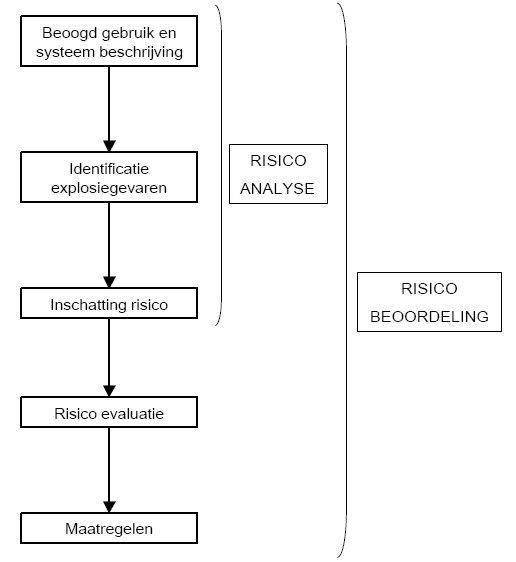 Beoogd gebruik en
systeem beschrijving
Identificatie
explosiegevaren
RISICO
ANALYSE
Inschatting risico
RISICO
BEOORDELING
Risico evaluatie
Maatregelen